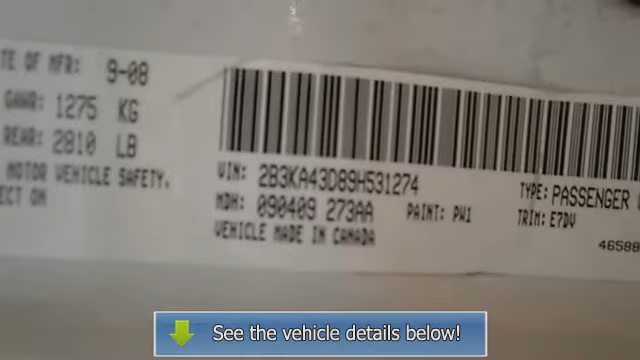 TE OF MFR: 9-08
GAWR: 1275 KG
REAR: 2810 LB
MOTOR VEHICLE SAFETY.
ECT ON
VIN: 2B3KA43D89H531274
MDH: 090409 273AA PAINT: PW1
VEHICLE MADE IN CANADA
TYPE: PASSENGER
TRIM: E7DV
46588
See the vehicle details below!